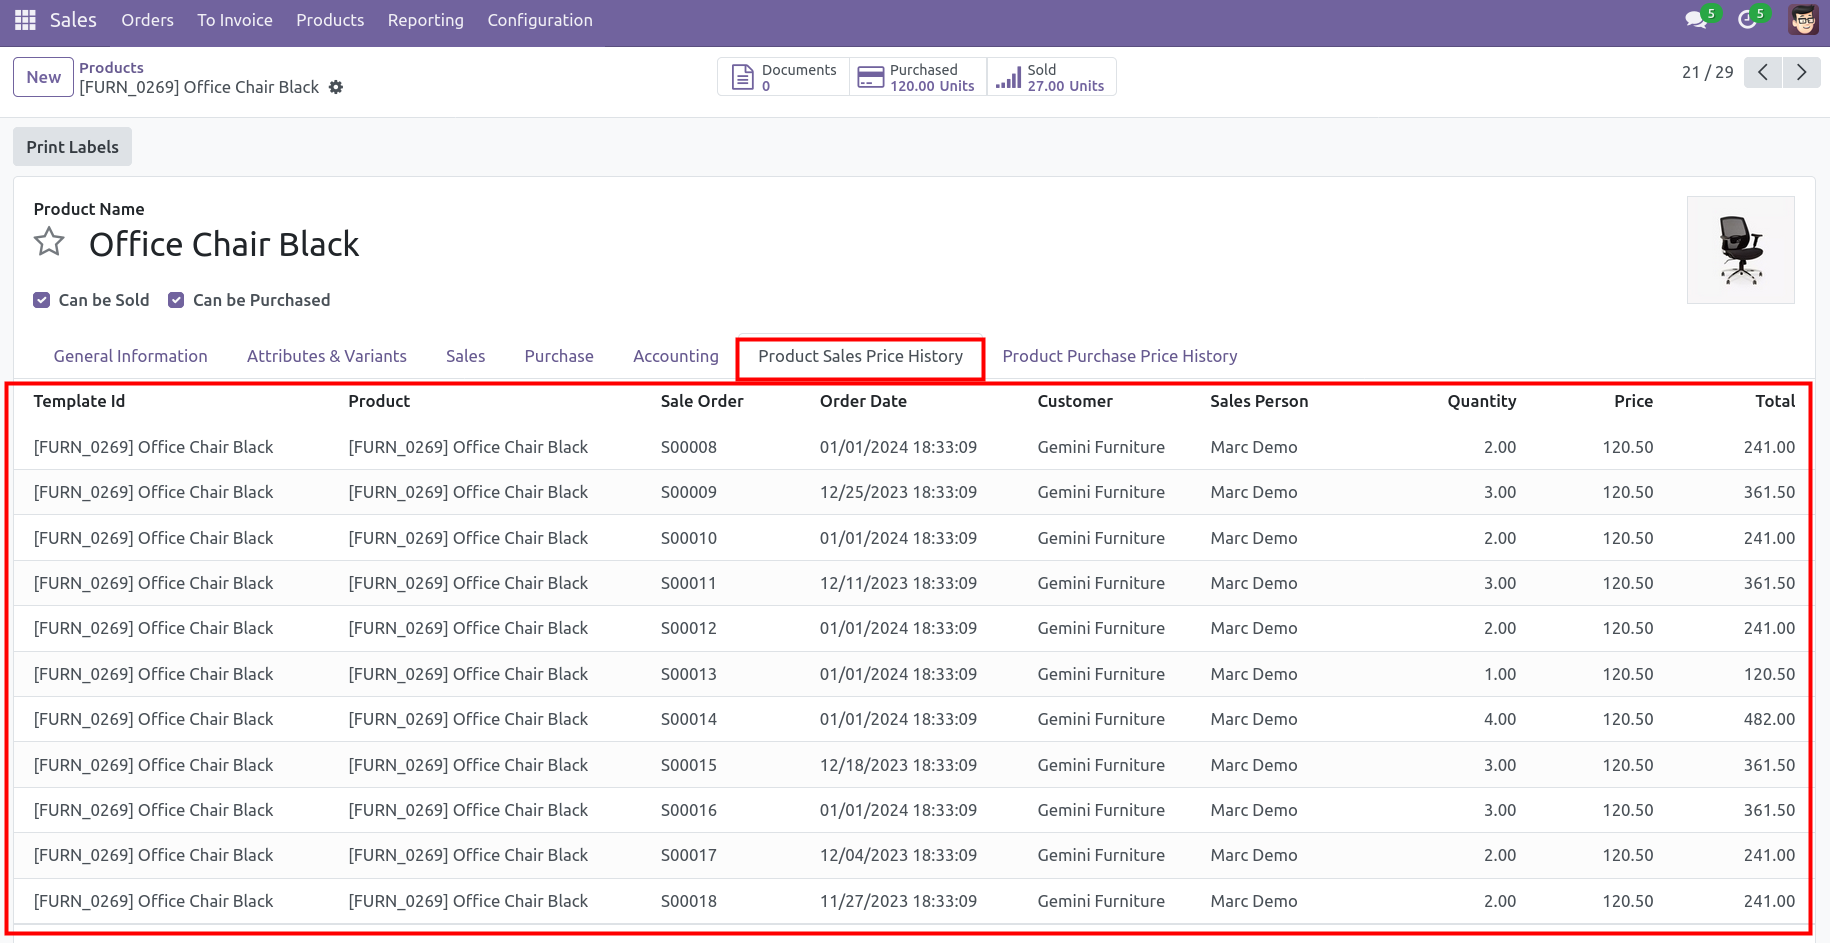 Sales Orders To Invoice Products Reporting Configuration 5 5
New Products
[FURN_0269] Office Chair Black
Documents 0
Purchased 120.00 Units
Sold 27.00 Units
21 / 29
Print Labels
Product Name
Office Chair Black
Can be Sold Can be Purchased
General Information Attributes & Variants Sales Purchase Accounting Product Sales Price History Product Purchase Price History
Template Id Product Sale Order Order Date Customer Sales Person Quantity Price Total
[FURN_0269] Office Chair Black [FURN_0269] Office Chair Black S00008 01/01/2024 18:33:09 Gemini Furniture Marc Demo 2.00 120.50 241.00
[FURN_0269] Office Chair Black [FURN_0269] Office Chair Black S00009 12/25/2023 18:33:09 Gemini Furniture Marc Demo 3.00 120.50 361.50
[FURN_0269] Office Chair Black [FURN_0269] Office Chair Black S00010 01/01/2024 18:33:09 Gemini Furniture Marc Demo 2.00 120.50 241.00
[FURN_0269] Office Chair Black [FURN_0269] Office Chair Black S00011 12/11/2023 18:33:09 Gemini Furniture Marc Demo 3.00 120.50 361.50
[FURN_0269] Office Chair Black [FURN_0269] Office Chair Black S00012 01/01/2024 18:33:09 Gemini Furniture Marc Demo 2.00 120.50 241.00
[FURN_0269] Office Chair Black [FURN_0269] Office Chair Black S00013 01/01/2024 18:33:09 Gemini Furniture Marc Demo 1.00 120.50 120.50
[FURN_0269] Office Chair Black [FURN_0269] Office Chair Black S00014 01/01/2024 18:33:09 Gemini Furniture Marc Demo 4.00 120.50 482.00
[FURN_0269] Office Chair Black [FURN_0269] Office Chair Black S00015 12/18/2023 18:33:09 Gemini Furniture Marc Demo 3.00 120.50 361.50
[FURN_0269] Office Chair Black [FURN_0269] Office Chair Black S00016 01/01/2024 18:33:09 Gemini Furniture Marc Demo 3.00 120.50 361.50
[FURN_0269] Office Chair Black [FURN_0269] Office Chair Black S00017 12/04/2023 18:33:09 Gemini Furniture Marc Demo 2.00 120.50 241.00
[FURN_0269] Office Chair Black [FURN_0269] Office Chair Black S00018 11/27/2023 18:33:09 Gemini Furniture Marc Demo 2.00 120.50 241.00